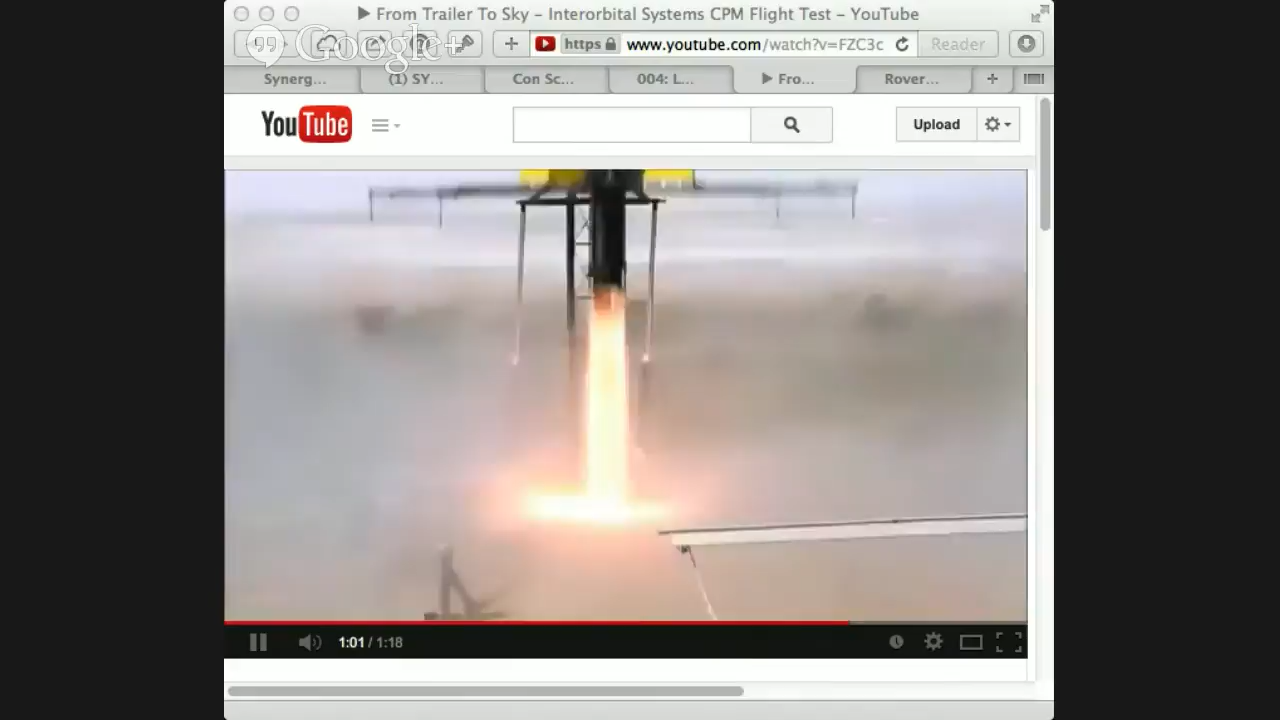 From Trailer To Sky – Interorbital Systems CPM Flight Test – YouTube
Google+
https www.youtube.com/watch?v=FZC3c Reader
Synerg... (1) SY... Con Sc... 004: L... Fro... Rover...
YouTube Upload
1:01 / 1:18